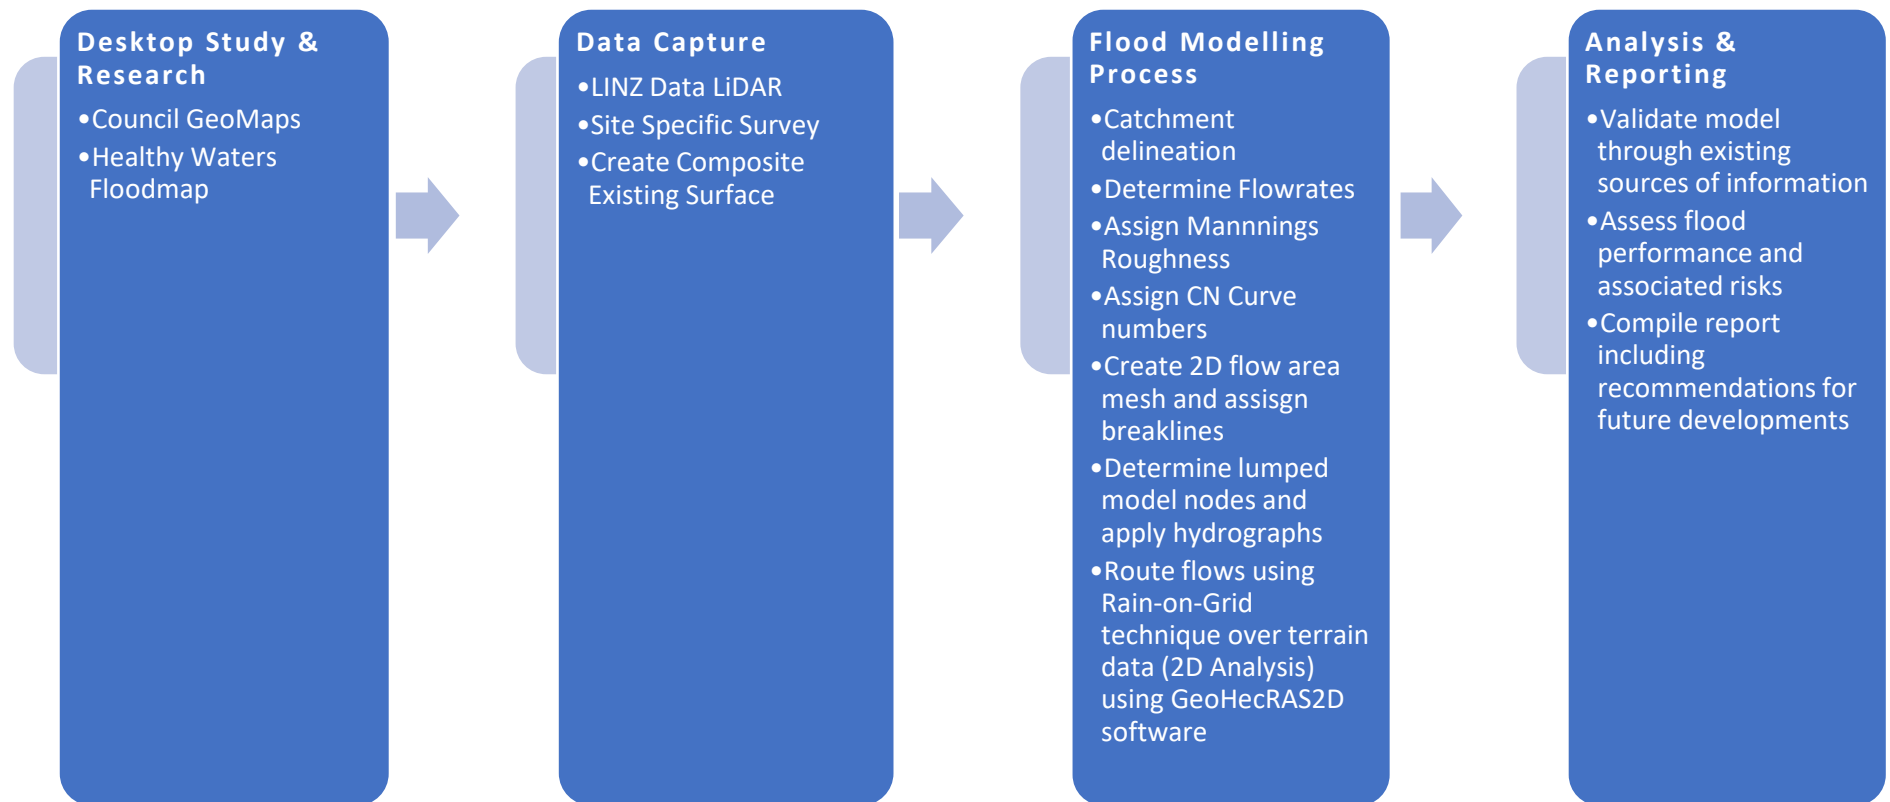 Desktop Study &
Research
•Council GeoMaps
•Healthy Waters
Floodmap
Data Capture
•LINZ Data LiDAR
•Site Specific Survey
•Create Composite
Existing Surface
Flood Modelling
Process
•Catchment
delineation
•Determine Flowrates
•Assign Mannnings
Roughness
•Assign CN Curve
numbers
•Create 2D flow area
mesh and assisgn
breaklines
•Determine lumped
model nodes and
apply hydrographs
•Route flows using
Rain-on-Grid
technique over terrain
data (2D Analysis)
using GeoHecRAS2D
software
Analysis &
Reporting
•Validate model
through existing
sources of information
•Assess flood
performance and
associated risks
•Compile report
including
recommendations for
future developments